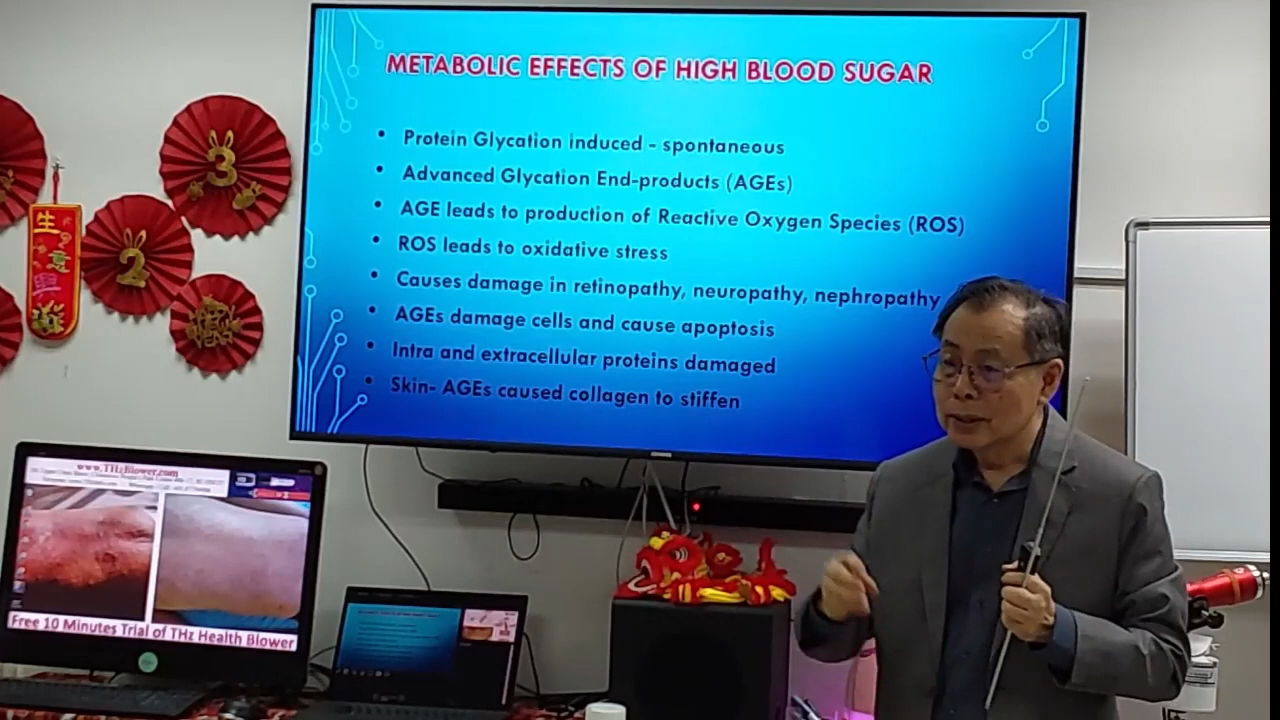 METABOLIC EFFECTS OF HIGH BLOOD SUGAR
• Protein Glycation induced - spontaneous
• Advanced Glycation End-products (AGEs)
• AGE leads to production of Reactive Oxygen Species (ROS)
• ROS leads to oxidative stress
• Causes damage in retinopathy, neuropathy, nephropathy
• AGEs damage cells and cause apoptosis
• Intra and extracellular proteins damaged
• Skin- AGEs caused collagen to stiffen
3
2
生
www.THzBlower.com
Free 10 Minutes Trial of THz Health Blower